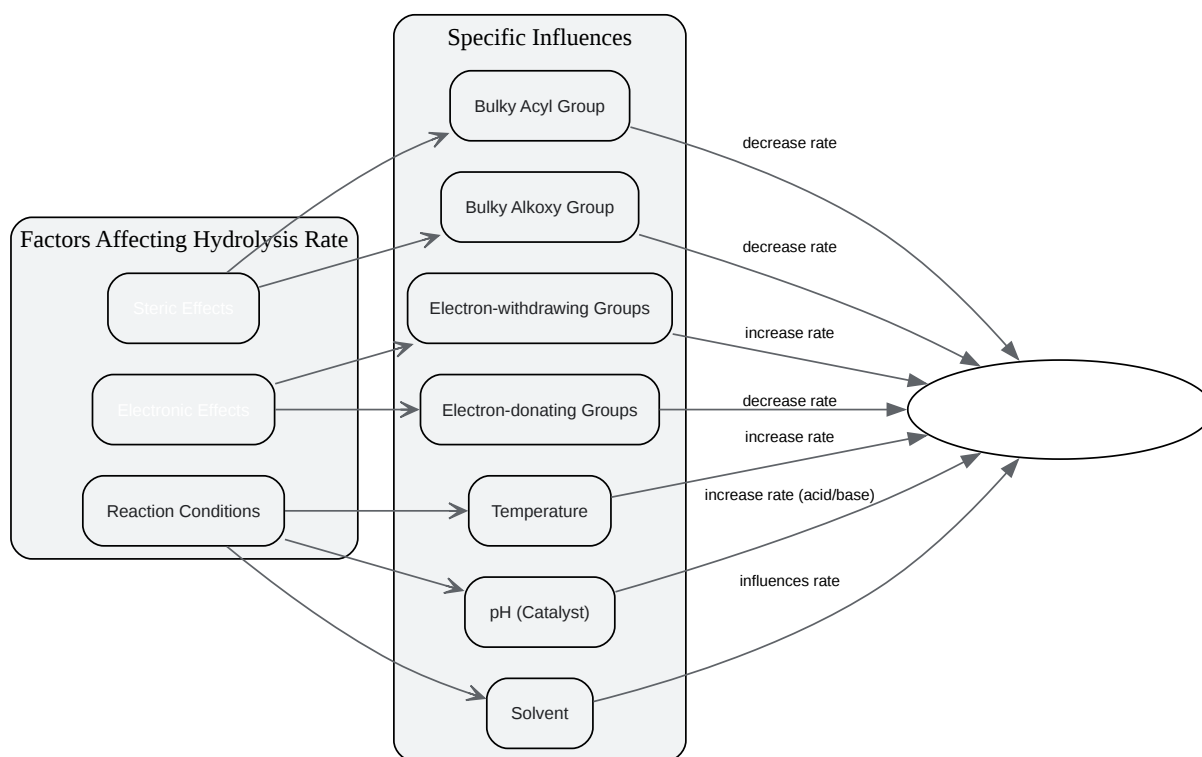 Specific Influences
Bulky Acyl Group
decrease rate
Bulky Alkoxy Group
decrease rate
Factors Affecting Hydrolysis Rate
Steric Effects
Electron-withdrawing Groups
increase rate
Electronic Effects
Electron-donating Groups
decrease rate
increase rate
Reaction Conditions
Temperature
increase rate (acid/base)
pH (Catalyst)
influences rate
Solvent